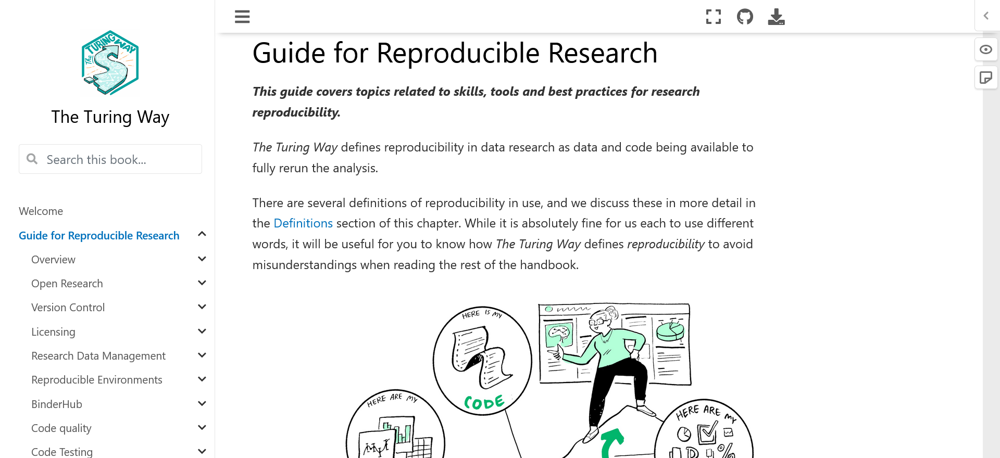 The TURING WAY
The Turing Way
Search this book...
Welcome
Guide for Reproducible Research
Overview
Open Research
Version Control
Licensing
Research Data Management
Reproducible Environments
BinderHub
Code quality
Code Testing
Guide for Reproducible Research
This guide covers topics related to skills, tools and best practices for research
reproducibility.
The Turing Way defines reproducibility in data research as data and code being available to
fully rerun the analysis.
There are several definitions of reproducibility in use, and we discuss these in more detail in
the Definitions section of this chapter. While it is absolutely fine for us each to use different
words, it will be useful for you to know how The Turing Way defines reproducibility to avoid
misunderstandings when reading the rest of the handbook.
HERE IS MY
CODE
HERE ARE MY
HERE ARE MY
%